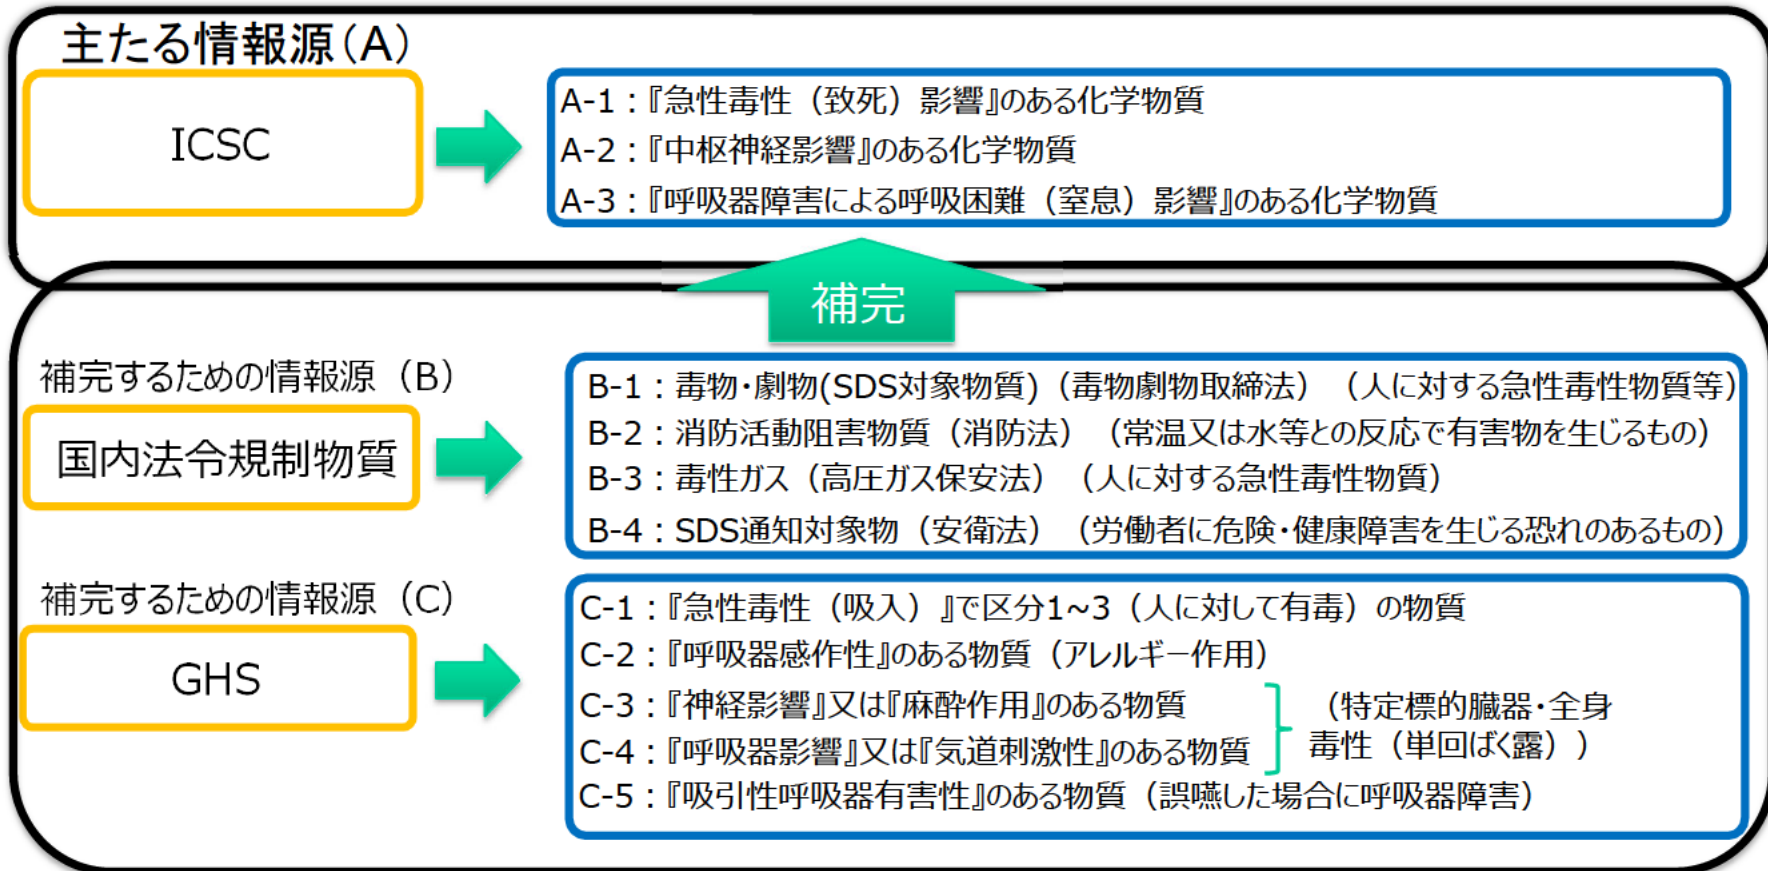 主たる情報源(A)
ICSC
A-1：『急性毒性（致死）影響』のある化学物質
A-2：『中枢神経影響』のある化学物質
A-3：『呼吸器障害による呼吸困難（窒息）影響』のある化学物質
補完
補完するための情報源（B）
国内法令規制物質
B-1：毒物・劇物(SDS対象物質)（毒物劇物取締法）（人に対する急性毒性物質等）
B-2：消防活動阻害物質（消防法）（常温又は水等との反応で有害物を生じるもの）
B-3：毒性ガス（高圧ガス保安法）（人に対する急性毒性物質）
B-4：SDS通知対象物（安衛法）（労働者に危険・健康障害を生じる恐れのあるもの）
補完するための情報源（C）
GHS
C-1：『急性毒性（吸入）』で区分1~3（人に対して有毒）の物質
C-2：『呼吸器感作性』のある物質（アレルギー作用）
C-3：『神経影響』又は『麻酔作用』のある物質
C-4：『呼吸器影響』又は『気道刺激性』のある物質
（特定標的臓器・全身
毒性（単回ばく露））
C-5：『吸引性呼吸器有害性』のある物質（誤嚥した場合に呼吸器障害）